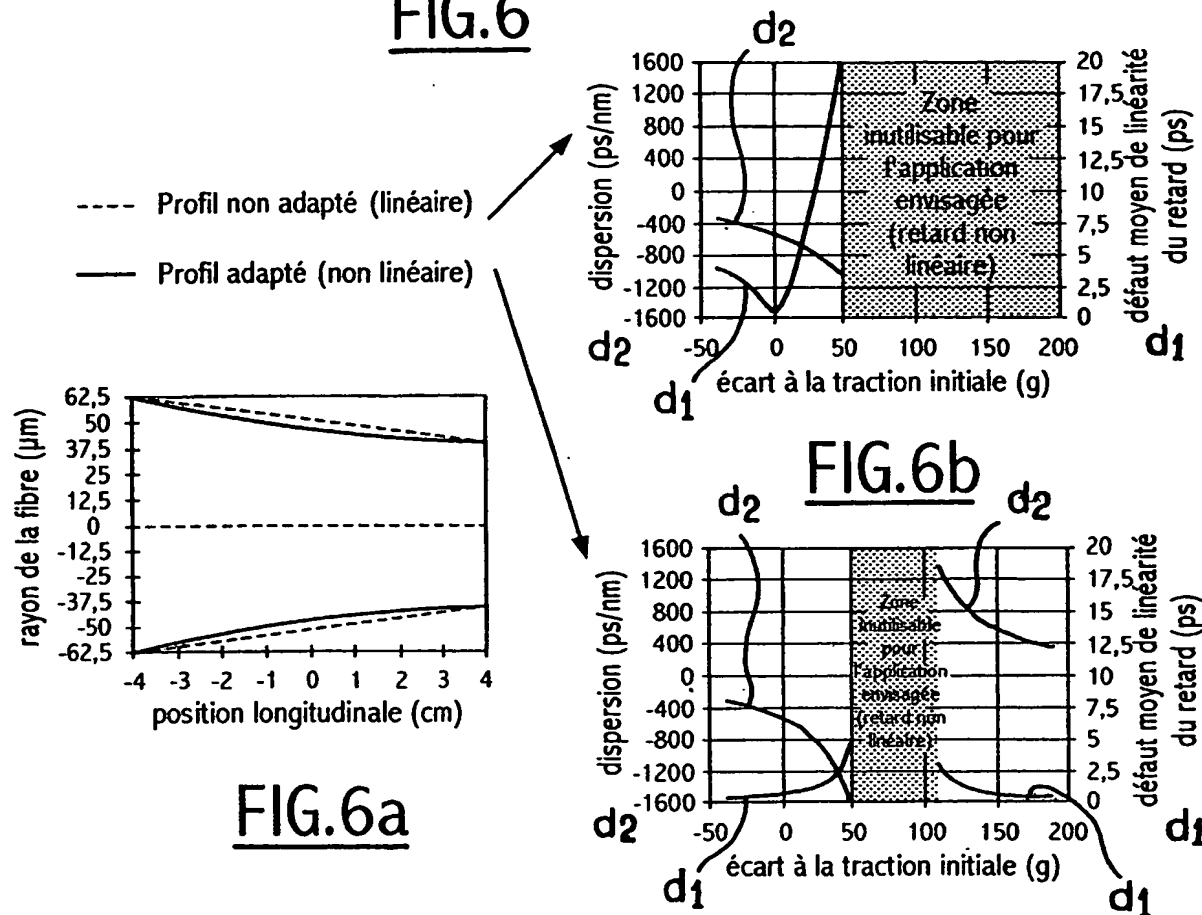 FIG.6
--- Profil non adapté (linéaire)
— Profil adapté (non linéaire)
d2
dispersion (ps/nm)
1600
1200
800
400
0
-400
-800
-1200
-1600
Zone
inutilisable pour
l'application
envisagée
(retard non
linéaire)
20
17,5
15
12,5
10
7,5
5
2,5
0
défaut moyen de linéarité
du retard (ps)
d2
d1
-50 0 50 100 150 200
écart à la traction initiale (g)
d1
FIG.6b
rayon de la fibre (µm)
62,5
50
37,5
25
12,5
0
-12,5
-25
-37,5
-50
-62,5
-4 -3 -2 -1 0 1 2 3 4
position longitudinale (cm)
FIG.6a
d2
d2
dispersion (ps/nm)
1600
1200
800
400
0
-400
-800
-1200
-1600
Zone
inutilisable
pour
l'application
envisagée
(retard non
linéaire)
20
17,5
15
12,5
10
7,5
5
2,5
0
défaut moyen de linéarité
du retard (ps)
d2
d1
-50 0 50 100 150 200
écart à la traction initiale (g)
d1
d1